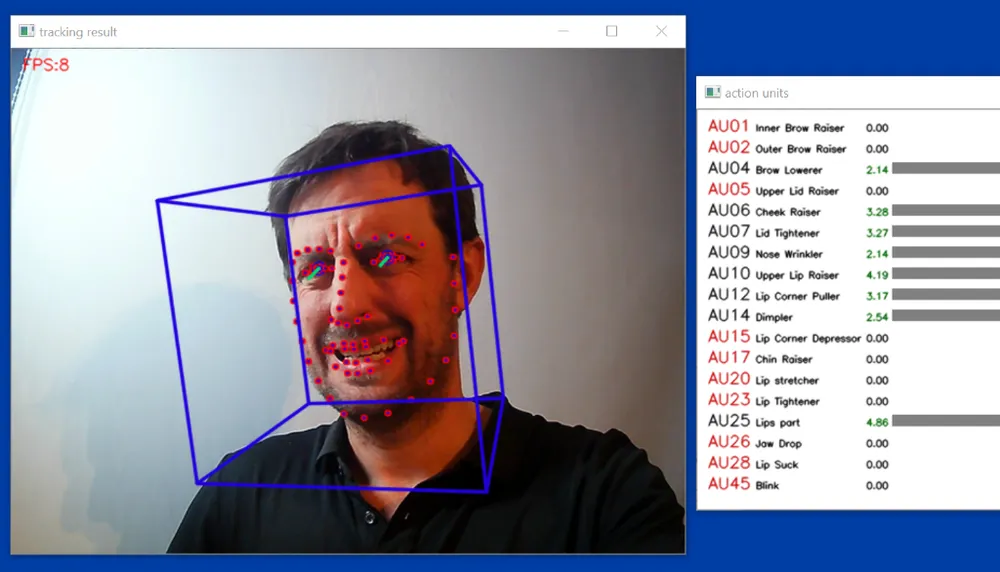 tracking result
FPS:8
action units
AU01 Inner Brow Raiser 0.00
AU02 Outer Brow Raiser 0.00
AU04 Brow Lowerer 2.14
AU05 Upper Lid Raiser 0.00
AU06 Cheek Raiser 3.28
AU07 Lid Tightener 3.27
AU09 Nose Wrinkler 2.14
AU10 Upper Lip Raiser 4.19
AU12 Lip Corner Puller 3.17
AU14 Dimpler 2.54
AU15 Lip Corner Depressor 0.00
AU17 Chin Raiser 0.00
AU20 Lip stretcher 0.00
AU23 Lip Tightener 0.00
AU25 Lips part 4.86
AU26 Jaw Drop 0.00
AU28 Lip Suck 0.00
AU45 Blink 0.00